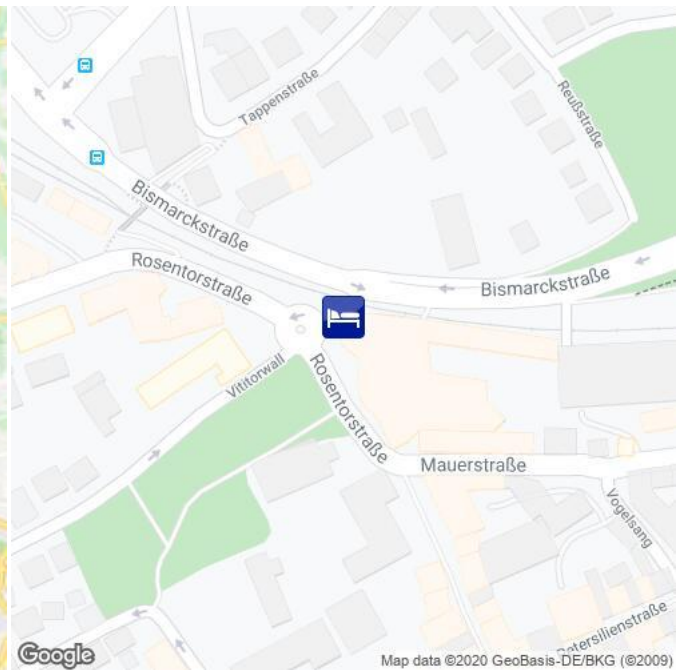 Tappenstraße
Reußstraße
Bismarckstraße
Rosentorstraße
Bismarckstraße
Vititorwall
Rosentorstraße
Mauerstraße
Vogelsang
Petersilienstraße
Google
Map data ©2020 GeoBasis-DE/BKG (©2009)